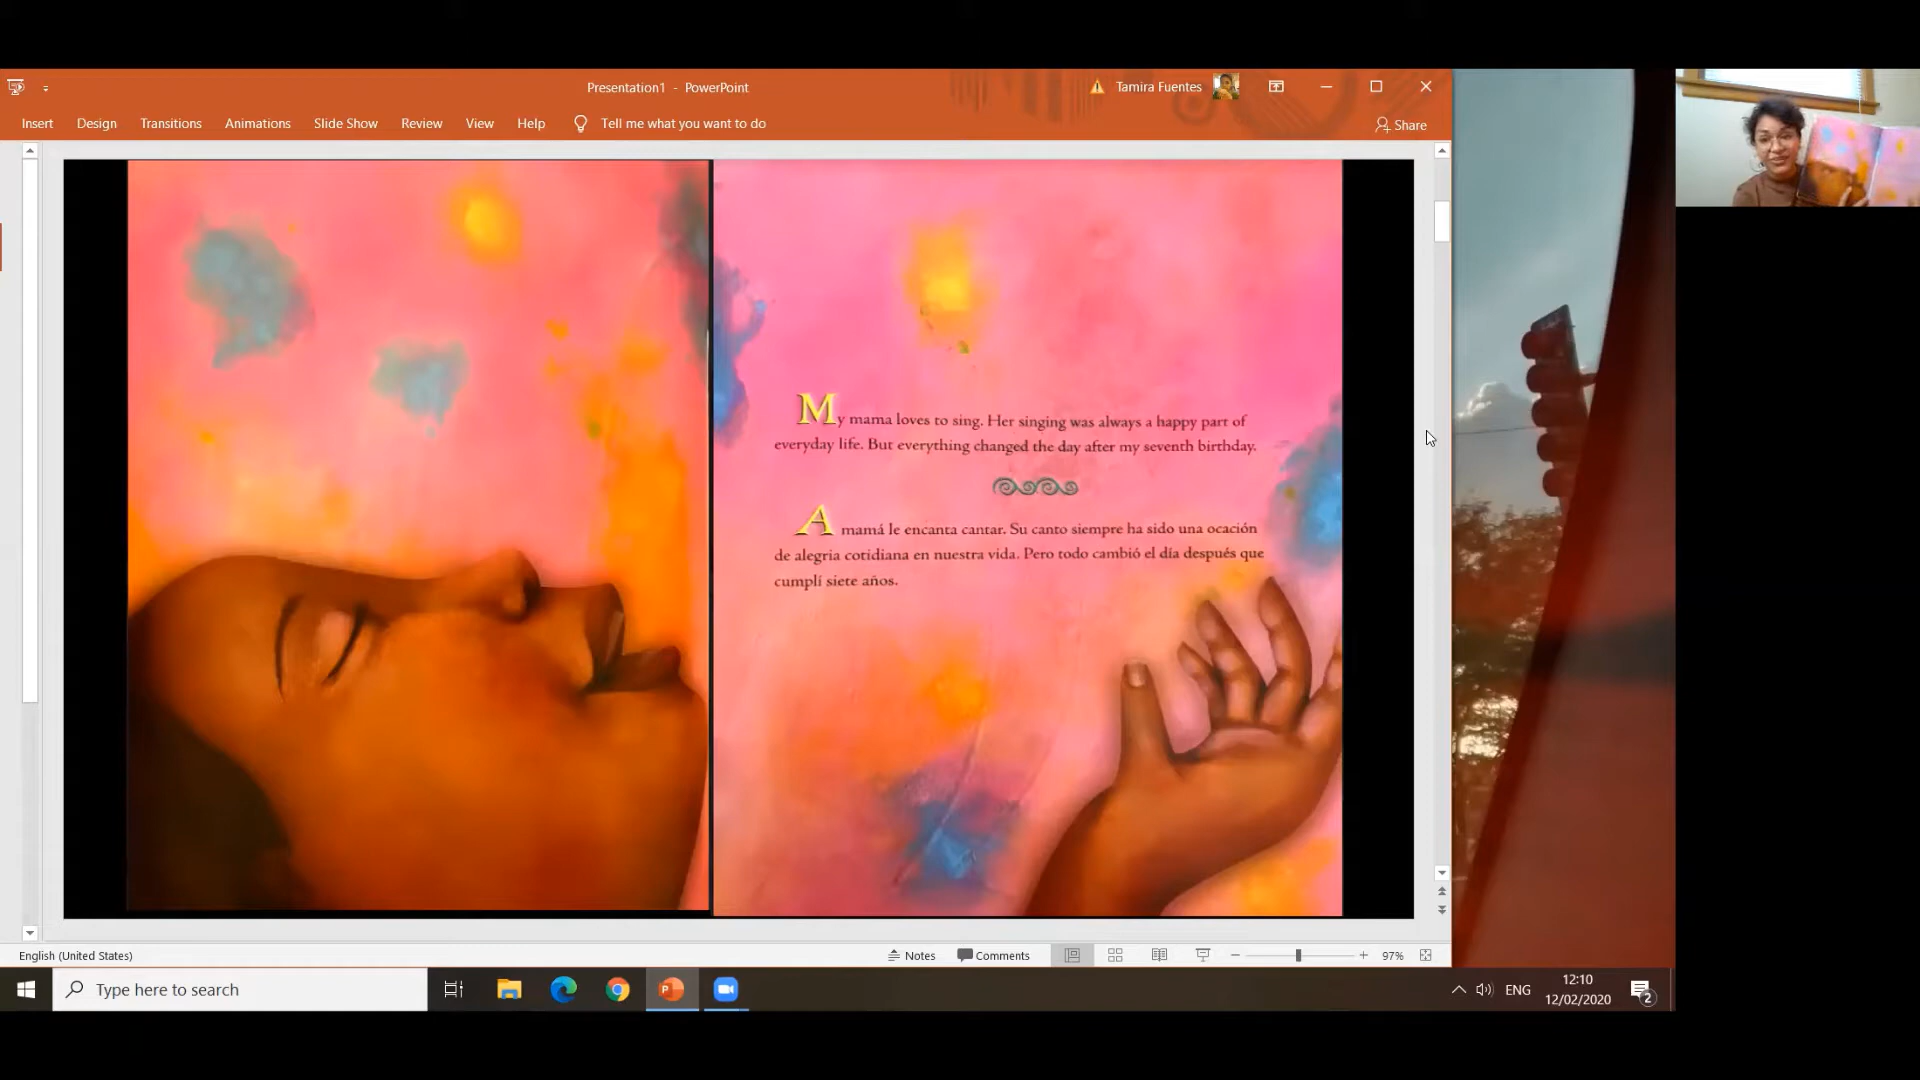 Presentation1 - PowerPoint
Tamira Fuentes
Insert Design Transitions Animations Slide Show Review View Help Tell me what you want to do
Share
My mama loves to sing. Her singing was always a happy part of
everyday life. But everything changed the day after my seventh birthday.
A mamá le encanta cantar. Su canto siempre ha sido una ocación
de alegria cotidiana en nuestra vida. Pero todo cambió el día después que
cumplí siete años.
English (United States)
Notes Comments 97%
Type here to search
ENG
12:10
12/02/2020
2